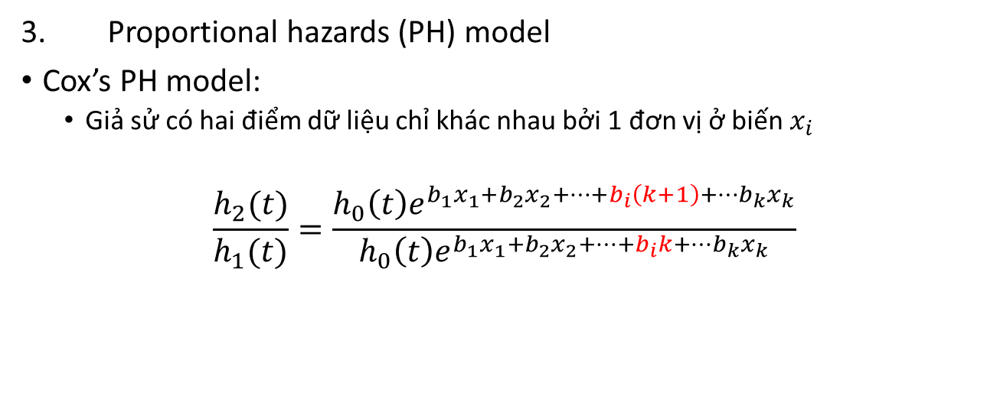 3. Proportional hazards (PH) model
• Cox’s PH model:
• Giả sử có hai điểm dữ liệu chỉ khác nhau bởi 1 đơn vị ở biến $x_i$
$\frac{h_2(t)}{h_1(t)} = \frac{h_0(t)e^{b_1x_1+b_2x_2+\cdots+b_i(k+1)+\cdots b_kx_k}}{h_0(t)e^{b_1x_1+b_2x_2+\cdots+b_ik+\cdots b_kx_k}}$